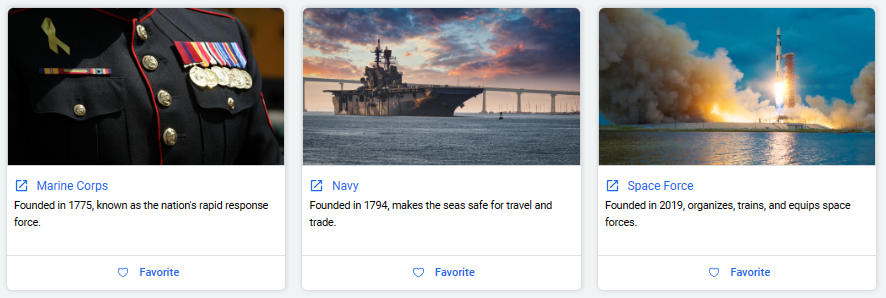 Marine Corps
Founded in 1775, known as the nation's rapid response
force.
Favorite
Navy
Founded in 1794, makes the seas safe for travel and
trade.
Favorite
Space Force
Founded in 2019, organizes, trains, and equips space
forces.
Favorite